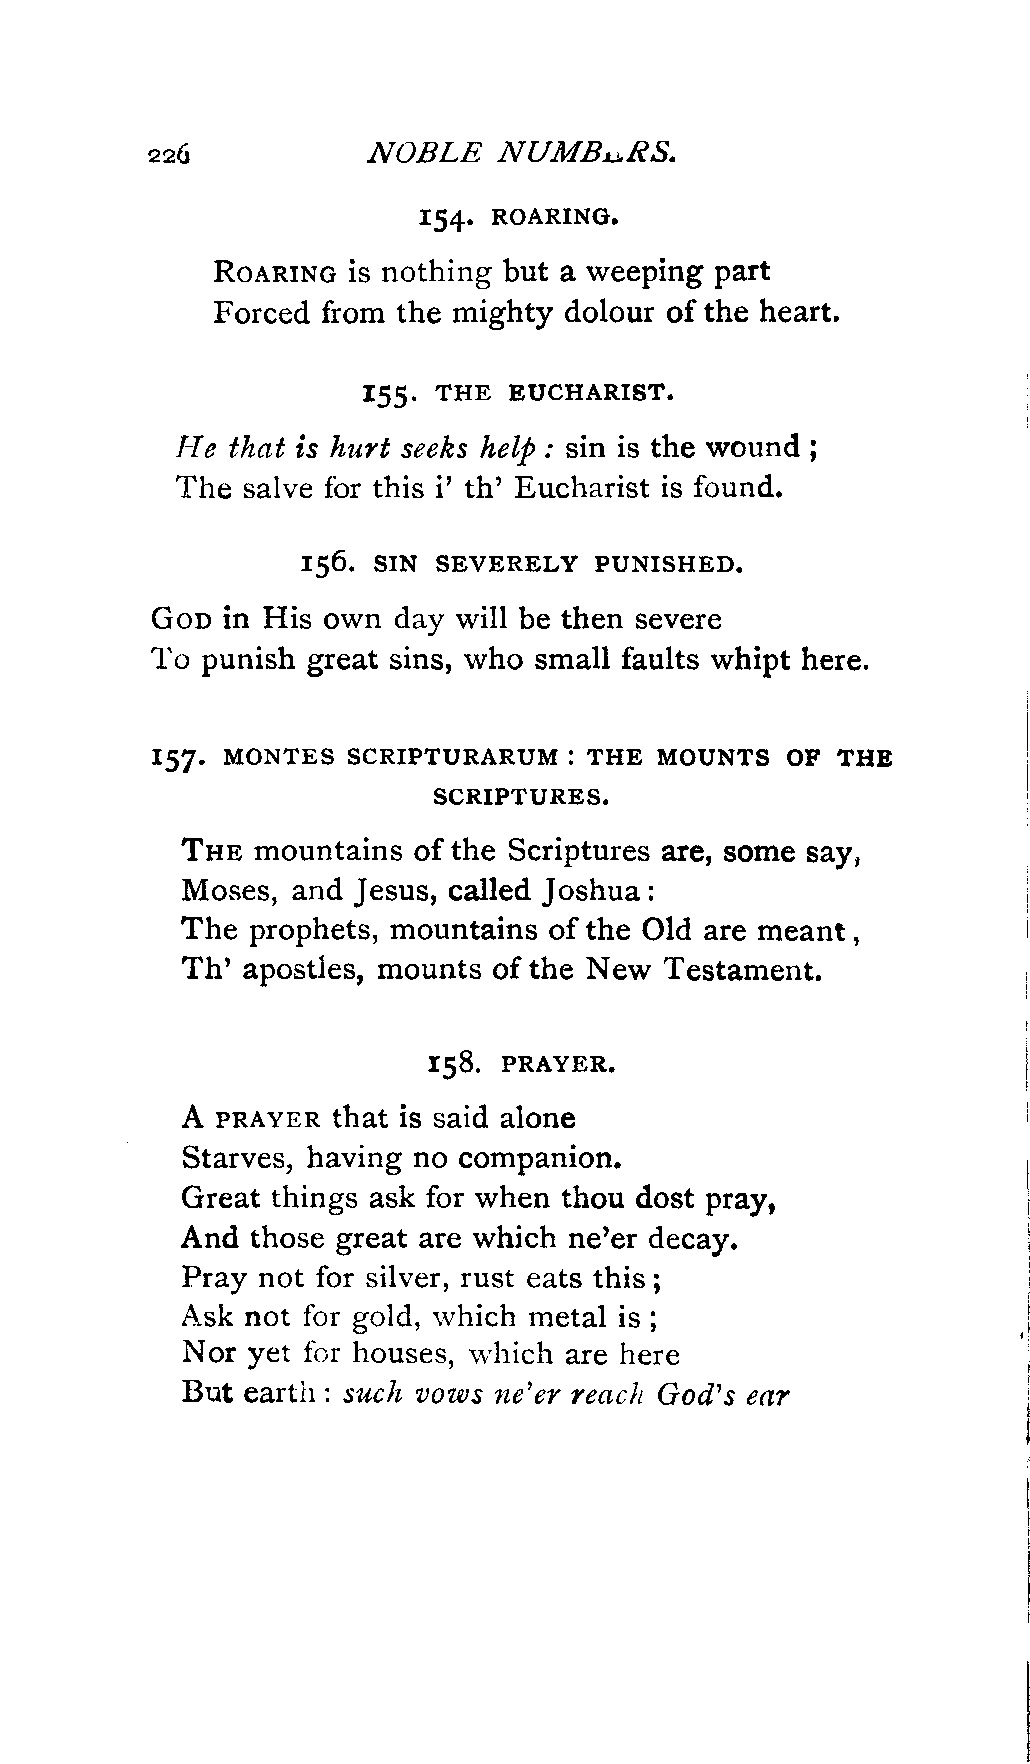 226 NOBLE NUMBERS.
154. ROARING.
ROARING is nothing but a weeping part
Forced from the mighty dolour of the heart.
155. THE EUCHARIST.
He that is hurt seeks help : sin is the wound ;
The salve for this i' th' Eucharist is found.
156. SIN SEVERELY PUNISHED.
GOD in His own day will be then severe
To punish great sins, who small faults whipt here.
157. MONTES SCRIPTURARUM : THE MOUNTS OF THE
SCRIPTURES.
THE mountains of the Scriptures are, some say,
Moses, and Jesus, called Joshua :
The prophets, mountains of the Old are meant ,
Th' apostles, mounts of the New Testament.
158. PRAYER.
A PRAYER that is said alone
Starves, having no companion.
Great things ask for when thou dost pray,
And those great are which ne'er decay.
Pray not for silver, rust eats this ;
Ask not for gold, which metal is ;
Nor yet for houses, which are here
But earth : such vows ne'er reach God's ear